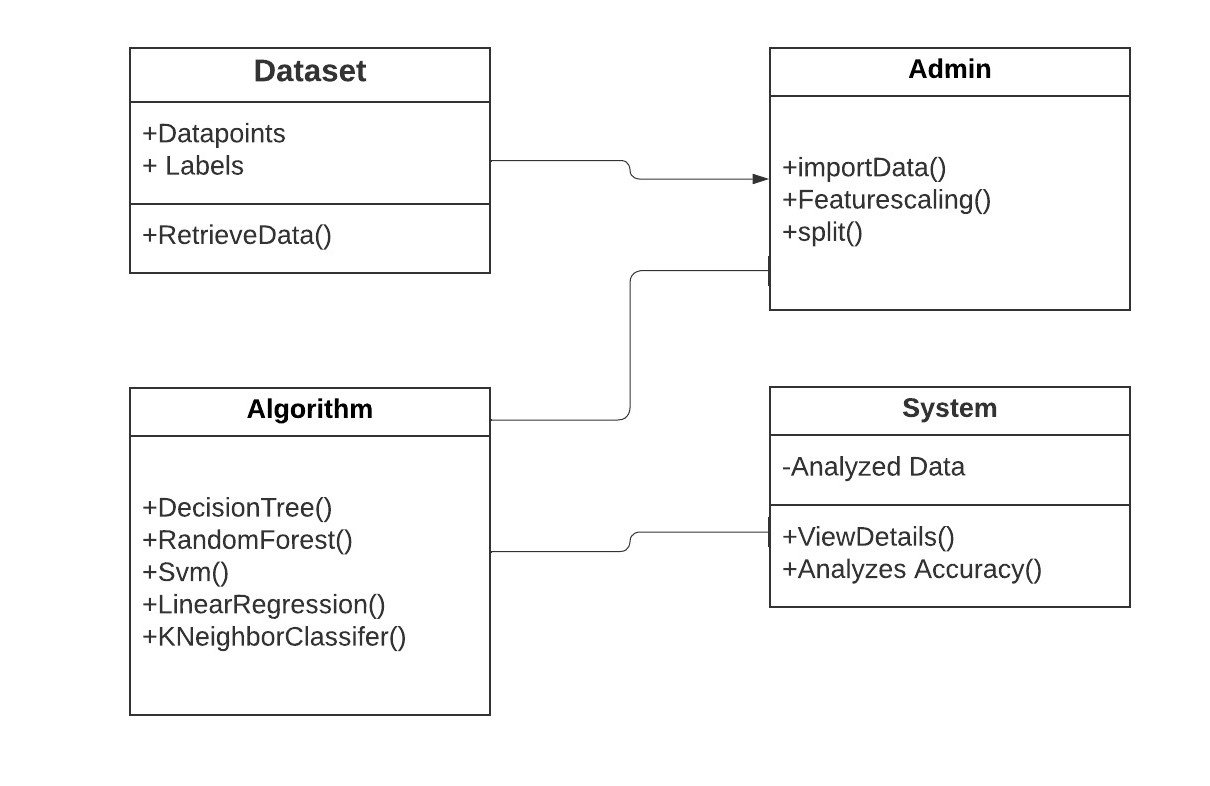 Dataset
+Datapoints
+ Labels
+RetrieveData()
Admin
+importData()
+Featurescaling()
+split()
Algorithm
+DecisionTree()
+RandomForest()
+Svm()
+LinearRegression()
+KNeighborClassifer()
System
-Analyzed Data
+ViewDetails()
+Analyzes Accuracy()